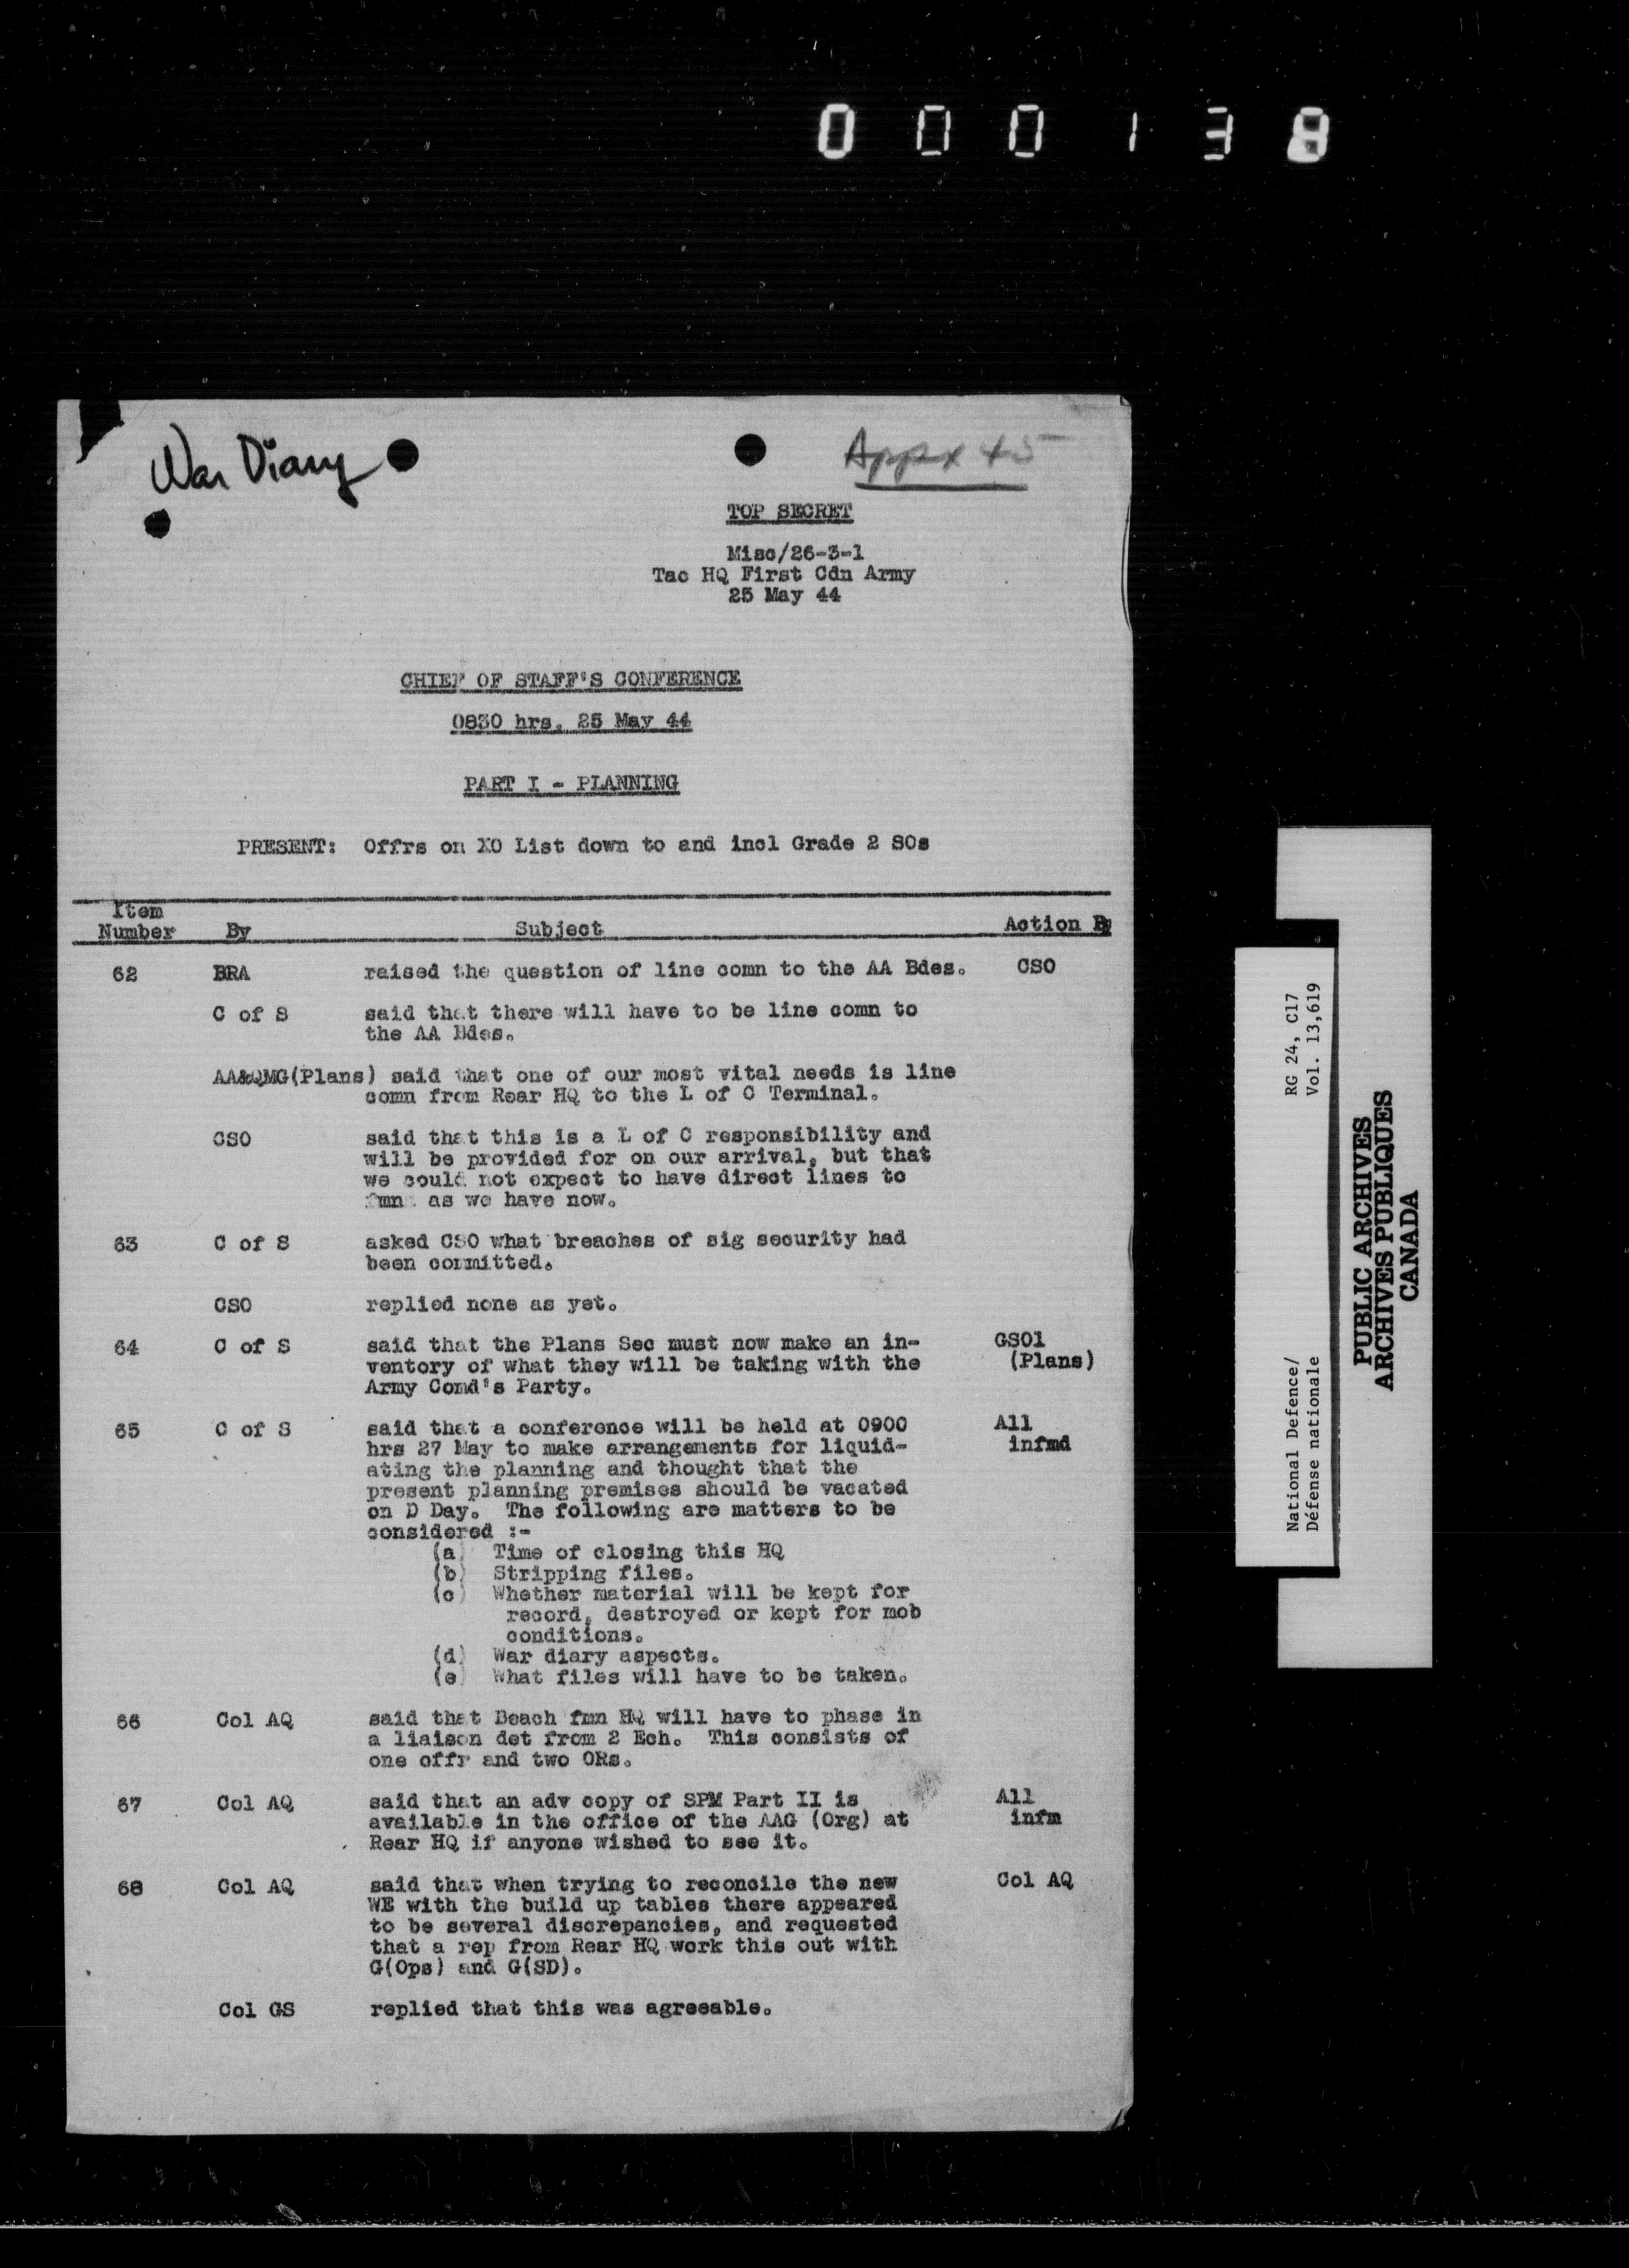 0 0 0 1 3 8
War Diary
Appx 45
TOP SECRET
Misc/26-3-1
Tac HQ First Cdn Army
25 May 44
CHIEF OF STAFF'S CONFERENCE
0830 hrs, 25 May 44
PART I - PLANNING
PRESENT: Offrs on XO List down to and incl Grade 2 SOs
Item
Number By Subject Action By
62 BRA raised the question of line comn to the AA Bdes. CSO
C of S said that there will have to be line comn to
the AA Bdes.
AA&QMG(Plans) said that one of our most vital needs is line
comn from Rear HQ to the L of C Terminal.
CSO said that this is a L of C responsibility and
will be provided for on our arrival, but that
we could not expect to have direct lines to
fmns as we have now.
63 C of S asked CSO what breaches of sig security had
been committed.
CSO replied none as yet.
64 C of S said that the Plans Sec must now make an in- GSO1
ventory of what they will be taking with the (Plans)
Army Comd's Party.
65 C of S said that a conference will be held at 0900 All
hrs 27 May to make arrangements for liquid- infmd
ating the planning and thought that the
present planning premises should be vacated
on D Day. The following are matters to be
considered :-
(a) Time of closing this HQ
(b) Stripping files.
(c) Whether material will be kept for
record, destroyed or kept for mob
conditions.
(d) War diary aspects.
(e) What files will have to be taken.
66 Col AQ said that Beach fmn HQ will have to phase in
a liaison det from 2 Ech. This consists of
one offr and two ORs.
67 Col AQ said that an adv copy of SPM Part II is All
available in the office of the AAG (Org) at infm
Rear HQ if anyone wished to see it.
68 Col AQ said that when trying to reconcile the new Col AQ
WE with the build up tables there appeared
to be several discrepancies, and requested
that a rep from Rear HQ work this out with
G(Ops) and G(SD).
Col GS replied that this was agreeable.
National Defence/ RG 24, C17
Défense nationale Vol. 13,619
PUBLIC ARCHIVES
ARCHIVES PUBLIQUES
CANADA